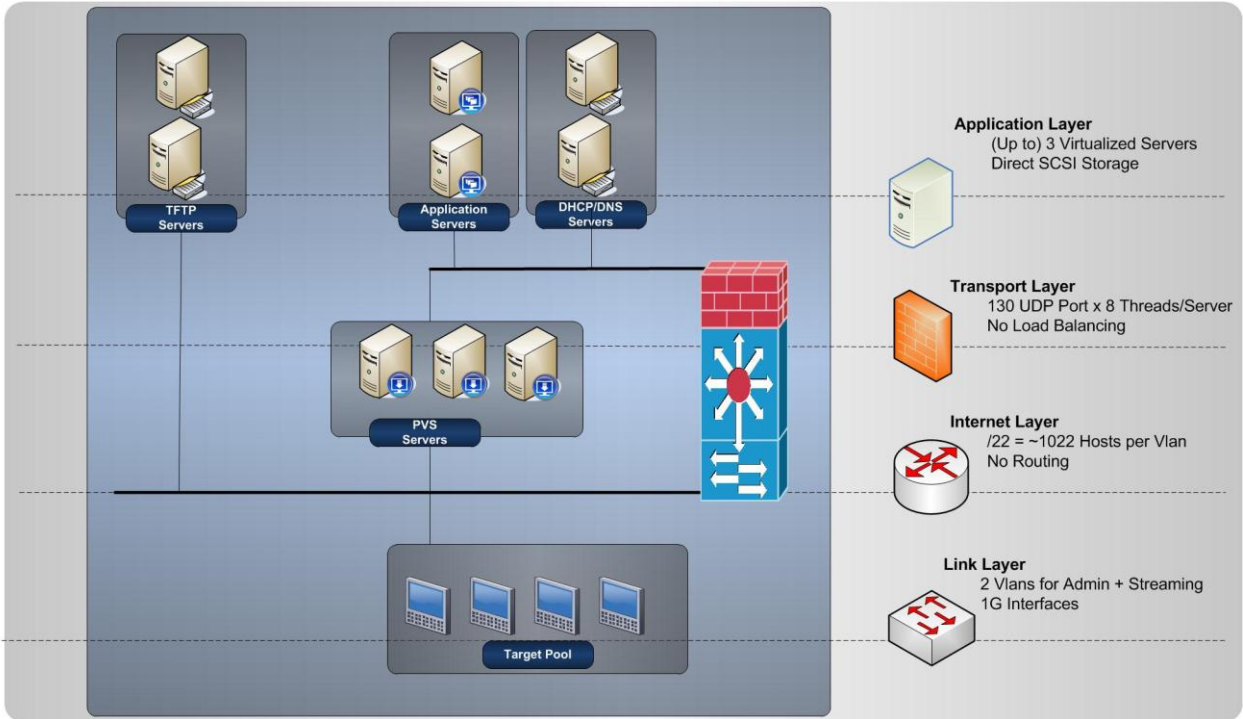 TFTP
Servers
Application
Servers
DHCP/DNS
Servers
PVS
Servers
Target Pool
Application Layer
(Up to) 3 Virtualized Servers
Direct SCSI Storage
Transport Layer
130 UDP Port x 8 Threads/Server
No Load Balancing
Internet Layer
/22 = ~1022 Hosts per Vlan
No Routing
Link Layer
2 Vlans for Admin + Streaming
1G Interfaces